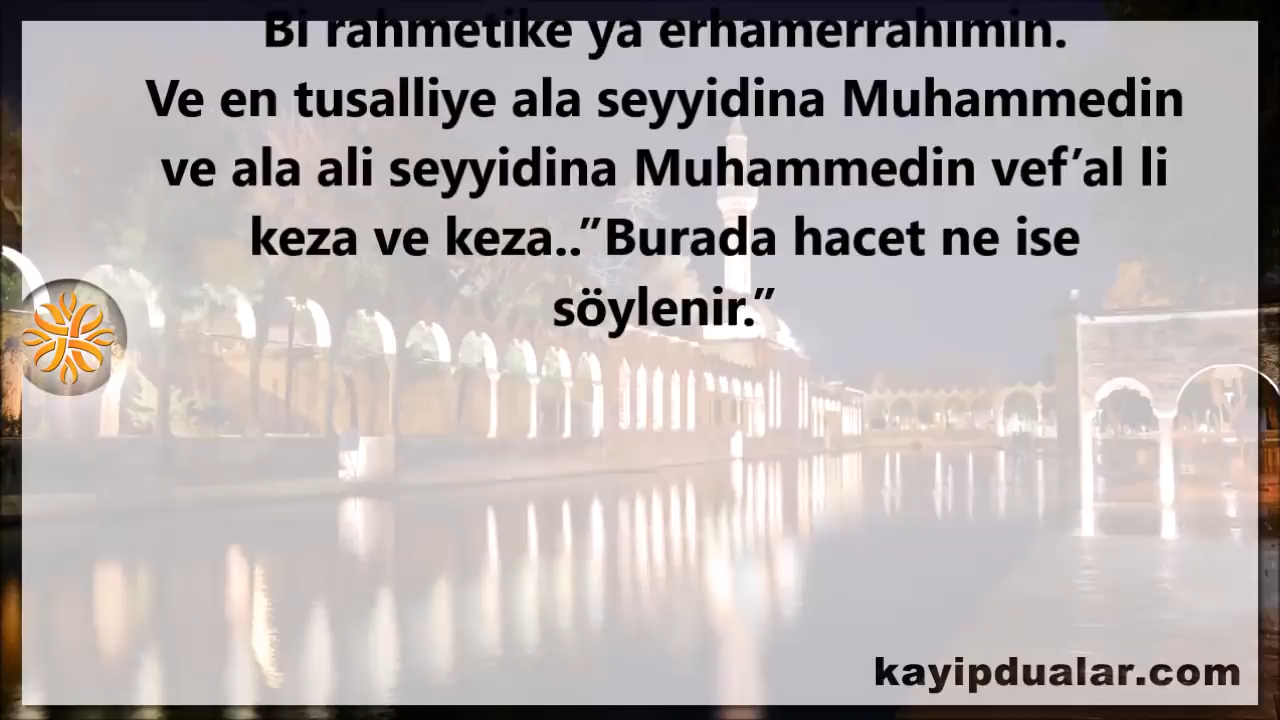 Bi rahmetike ya erhamerrahimin.
Ve en tusalliye ala seyyidina Muhammedin
ve ala ali seyyidina Muhammedin vef’al li
keza ve keza..”Burada hacet ne ise
söylenir.”
kayipdualar.com